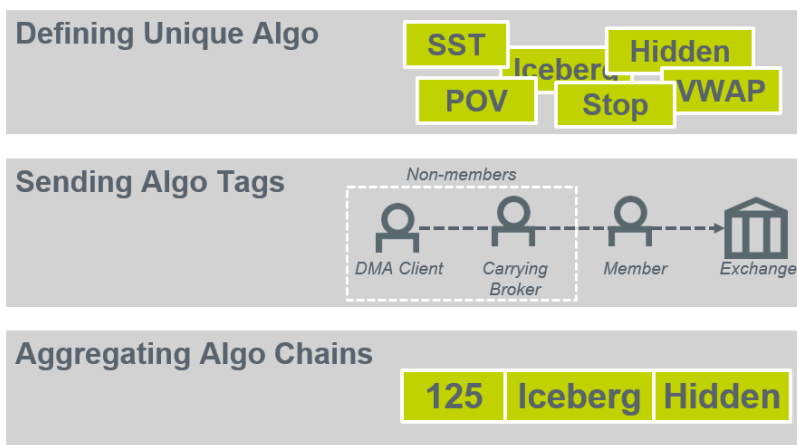 Defining Unique Algo
SST
Iceberg
Hidden
POV
Stop
VWAP
Sending Algo Tags
Non-members
DMA Client
Carrying
Broker
Member
Exchange
Aggregating Algo Chains
125 Iceberg Hidden